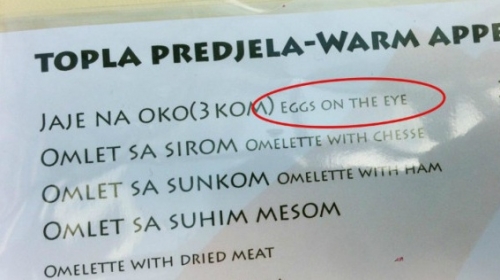 TOPLA PREDJELA-WARM APPE
JAJE NA OKO(3 KOM) EGGS ON THE EYE
OMLET SA SIROM OMELETTE WITH CHESSE
OMLET SA SUNKOM OMELETTE WITH HAM
OMLET SA SUHIM MESOM
OMELETTE WITH DRIED MEAT